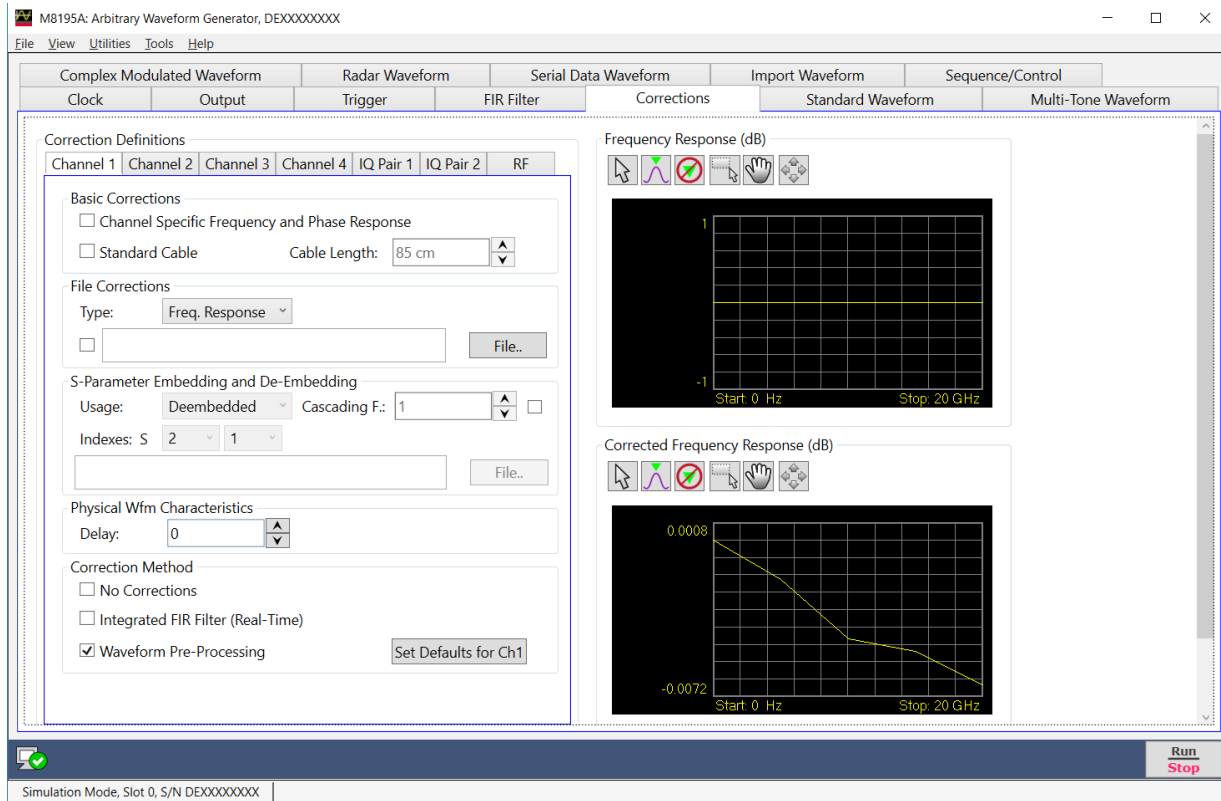 M8195A: Arbitrary Waveform Generator, DEXXXXXXXX
File View Utilities Tools Help
Complex Modulated Waveform Radar Waveform Serial Data Waveform Import Waveform Sequence/Control
Clock Output Trigger FIR Filter Corrections Standard Waveform Multi-Tone Waveform
Correction Definitions
Channel 1 Channel 2 Channel 3 Channel 4 IQ Pair 1 IQ Pair 2 RF
Basic Corrections
Channel Specific Frequency and Phase Response
Standard Cable Cable Length: 85 cm
File Corrections
Type: Freq. Response
File..
S-Parameter Embedding and De-Embedding
Usage: Deembedded Cascading F.: 1
Indexes: S 2 1
File..
Physical Wfm Characteristics
Delay: 0
Correction Method
No Corrections
Integrated FIR Filter (Real-Time)
Waveform Pre-Processing Set Defaults for Ch1
Frequency Response (dB)
1
-1
Start: 0 Hz Stop: 20 GHz
Corrected Frequency Response (dB)
0.0008
-0.0072
Start: 0 Hz Stop: 20 GHz
Run
Stop
Simulation Mode, Slot 0, S/N DEXXXXXXXX